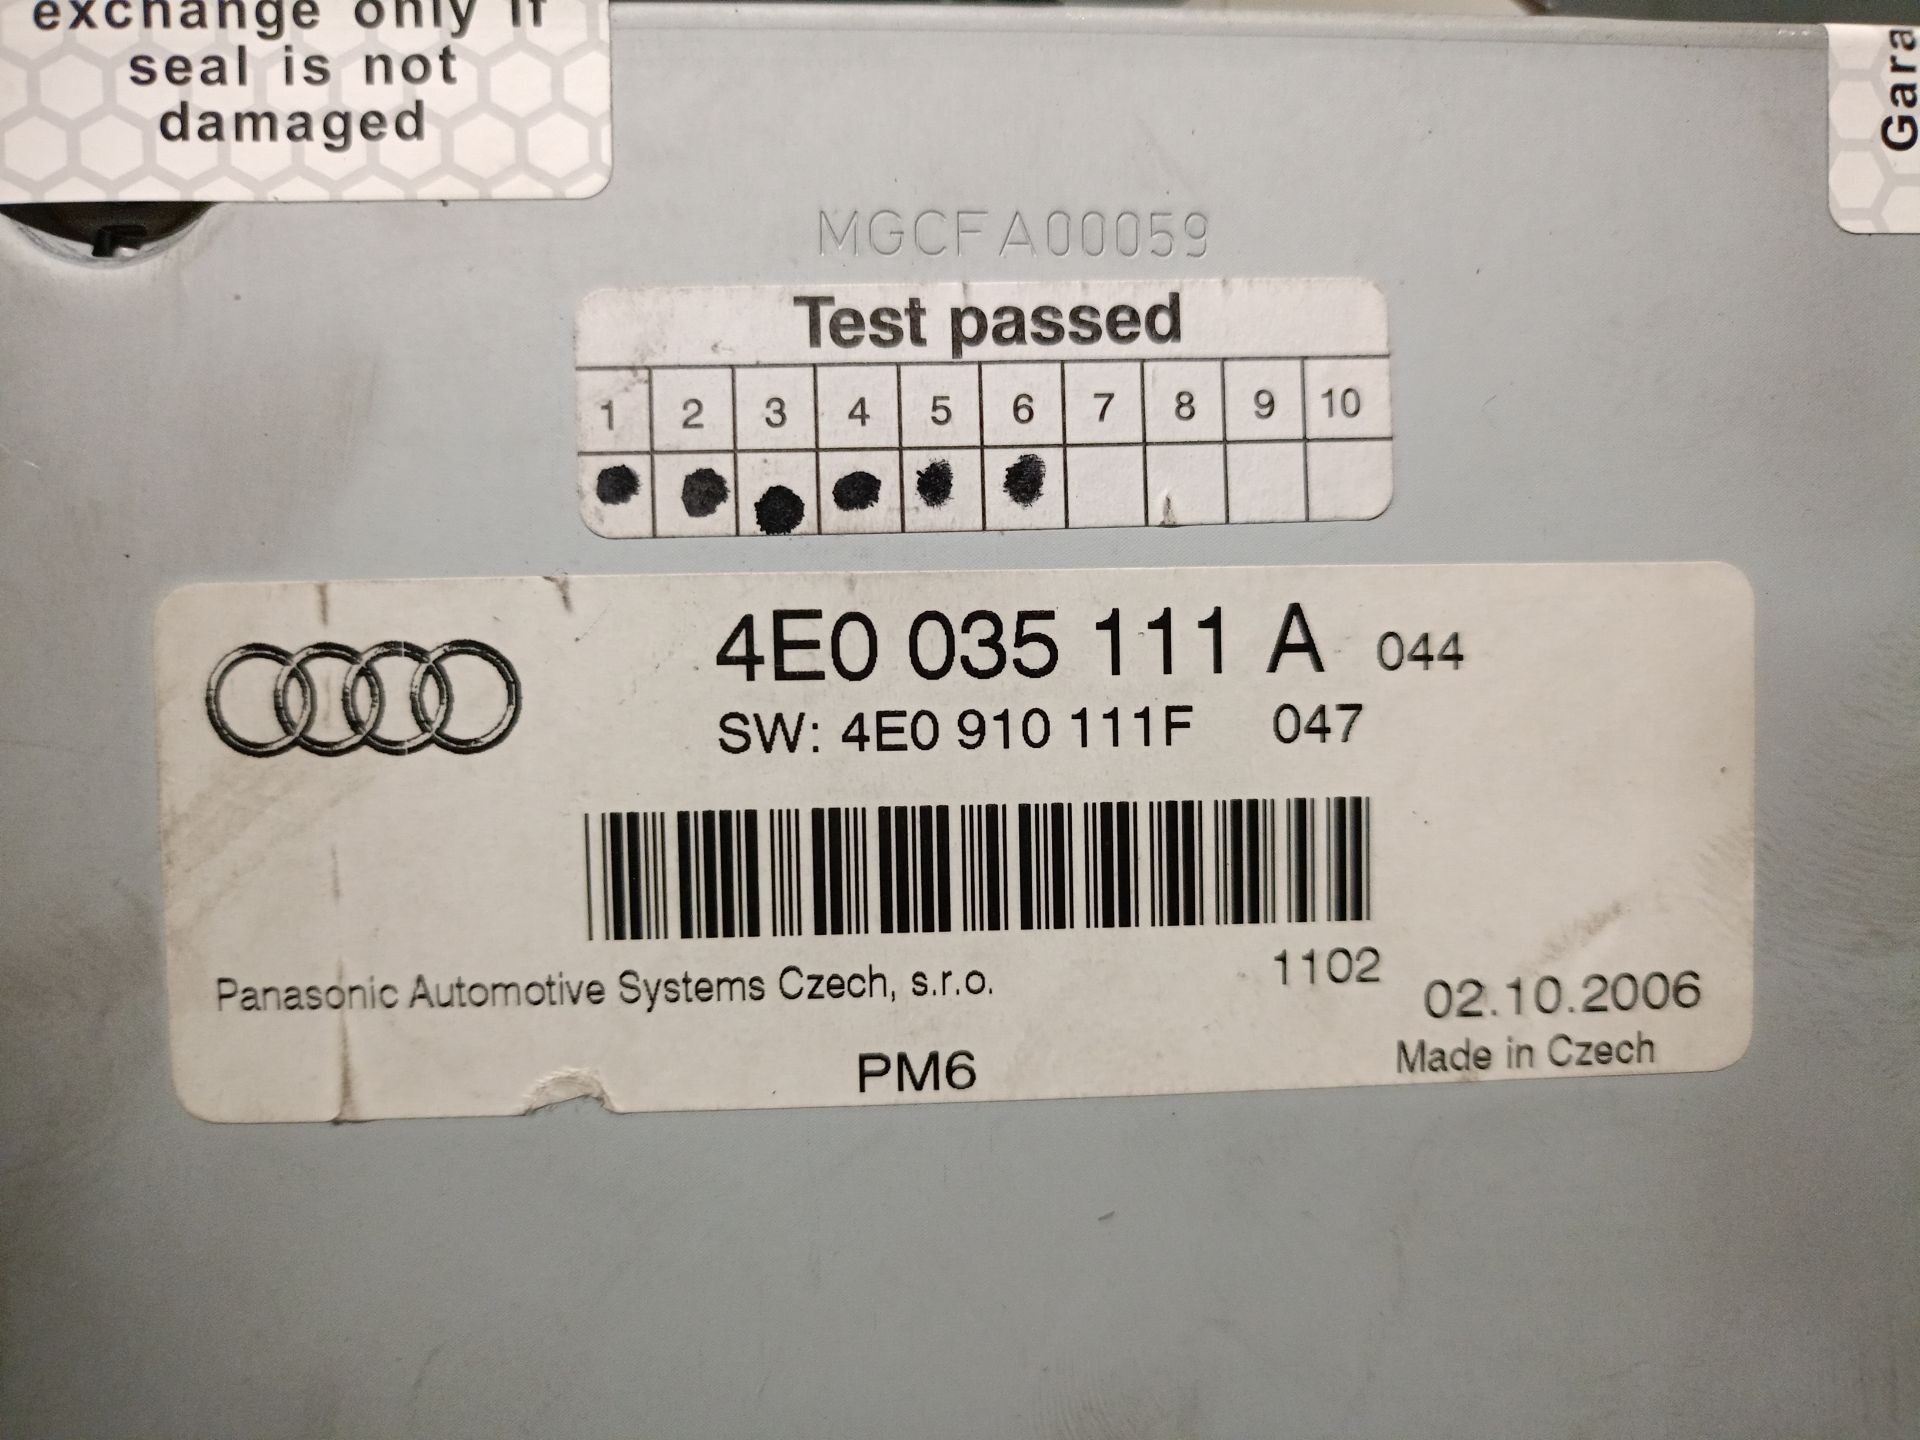 exchange only if
seal is not
damaged
Gara
MGCFA00059
Test passed
1 2 3 4 5 6 7 8 9 10
4E0 035 111 A 044
SW: 4E0 910 111F 047
1102
Panasonic Automotive Systems Czech, s.r.o.
02.10.2006
PM6
Made in Czech